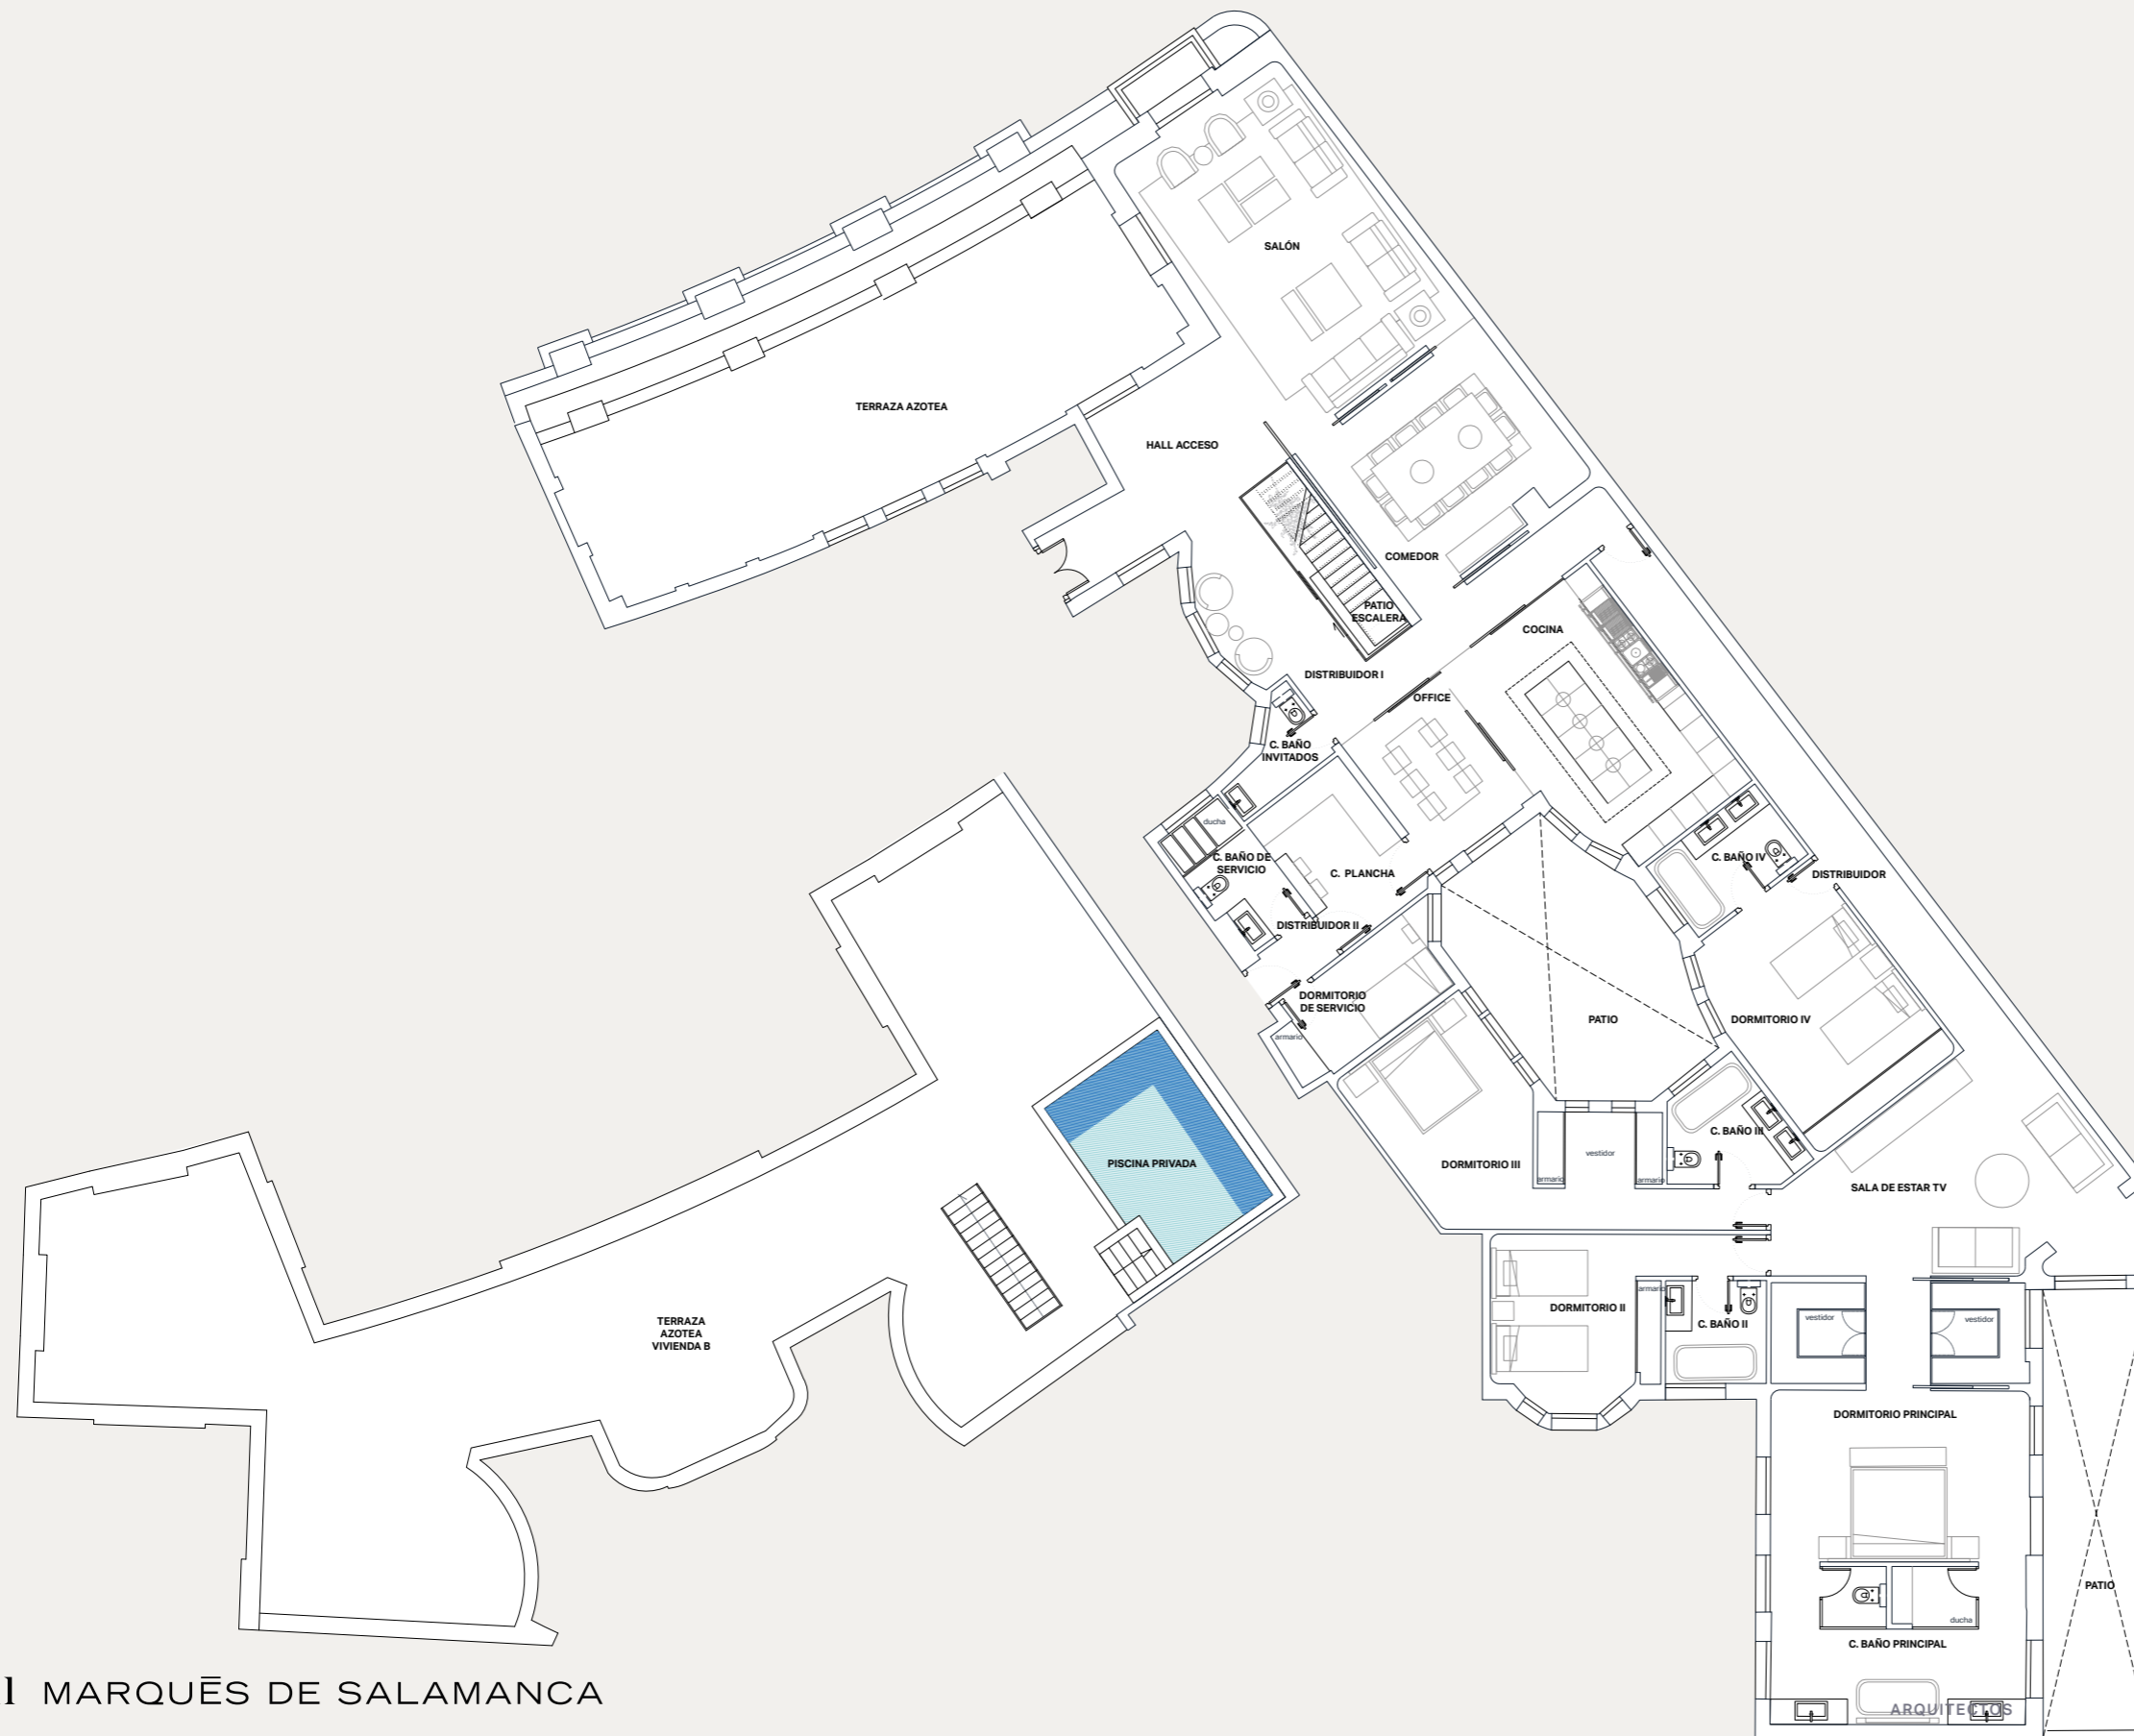 SALÓN
TERRAZA AZOTEA
HALL ACCESO
COMEDOR
PATIO
ESCALERA
COCINA
DISTRIBUIDOR I
OFFICE
C. BAÑO
INVITADOS
ducha
C. BAÑO DE
SERVICIO
C. PLANCHA
C. BAÑO IV
DISTRIBUIDOR
DISTRIBUIDOR II
DORMITORIO
DE SERVICIO
armario
PATIO
DORMITORIO IV
C. BAÑO III
PISCINA PRIVADA
DORMITORIO III
vestidor
armario
armario
SALA DE ESTAR TV
TERRAZA
AZOTEA
VIVIENDA B
DORMITORIO II
armario
C. BAÑO II
vestidor
vestidor
DORMITORIO PRINCIPAL
PATIO
ducha
C. BAÑO PRINCIPAL
1 MARQUĒS DE SALAMANCA
ARQUITECTOS